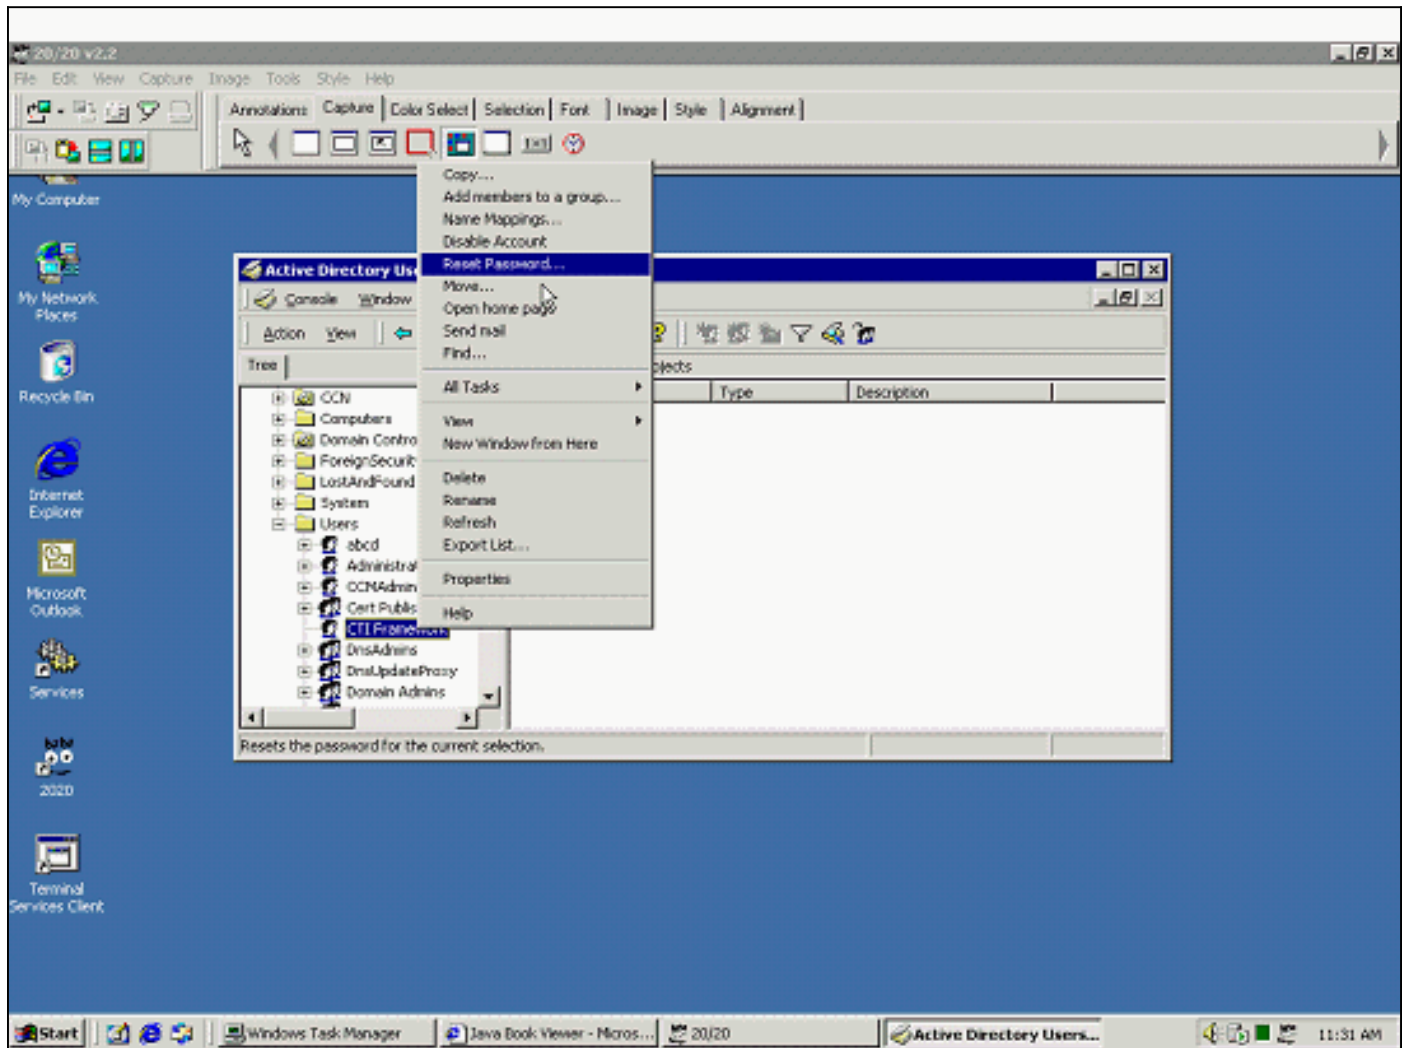 20/20 v2.2
File Edit View Capture Image Tools Style Help
Annotations Capture Color Select Selection Font Image Style Alignment
My Computer
My Network
Places
Recycle Bin
Internet
Explorer
Microsoft
Outlook
Services
2020
Terminal
Services Client
Copy...
Add members to a group...
Name Mappings...
Disable Account
Reset Password...
Move...
Open home page
Send mail
Find...
All Tasks
View
New Window from Here
Delete
Rename
Refresh
Export List...
Properties
Help
Active Directory Use
Console Window
Action View
Tree
bjects
Type Description
CCN
Computers
Domain Contro
ForeignSecurit
LostAndFound
System
Users
abcd
Administrat
CCMAdmin
Cert Publis
CTI Framework
DnsAdmins
DnsUpdateProxy
Domain Admins
Resets the password for the current selection.
Start Windows Task Manager Java Book Viewer - Micros... 20/20 Active Directory Users... 11:31 AM